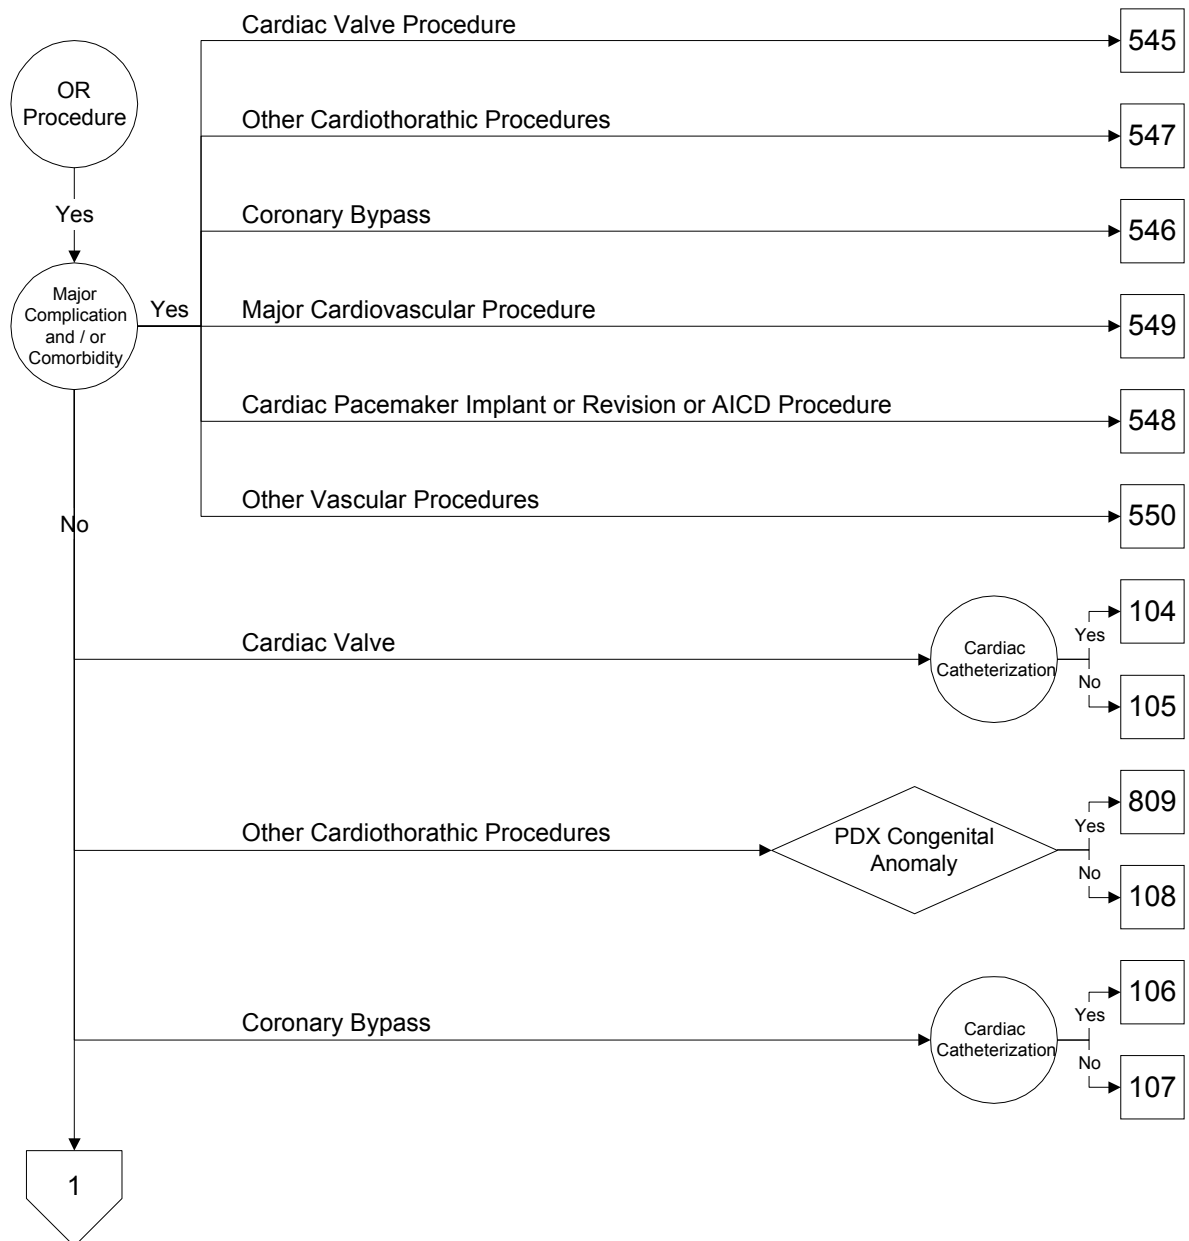 Cardiac Valve Procedure
545
OR
Procedure
Other Cardiothorathic Procedures
547
Yes
Coronary Bypass
546
Major
Complication
and / or
Comorbidity
Yes
Major Cardiovascular Procedure
549
Cardiac Pacemaker Implant or Revision or AICD Procedure
548
Other Vascular Procedures
550
No
Cardiac Valve
Cardiac
Catheterization
Yes
104
No
105
Other Cardiothorathic Procedures
PDX Congenital
Anomaly
Yes
809
No
108
Coronary Bypass
Cardiac
Catheterization
Yes
106
No
107
1